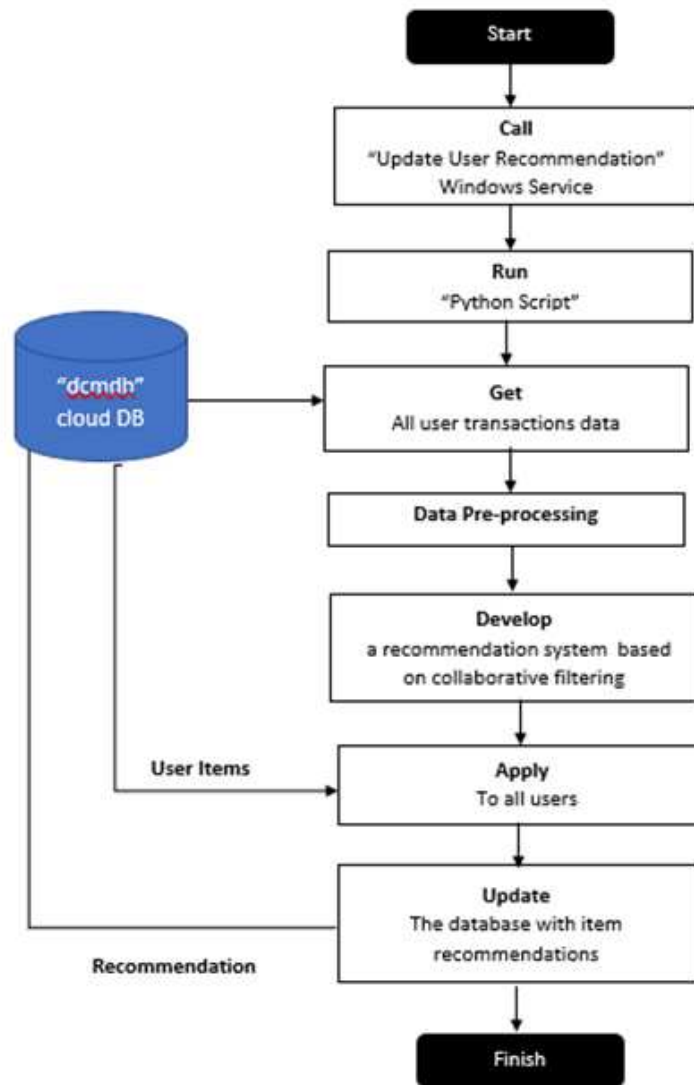 Start
Call
“Update User Recommendation”
Windows Service
Run
“Python Script”
“dcmdh”
cloud DB
Get
All user transactions data
Data Pre-processing
Develop
a recommendation system based
on collaborative filtering
User Items
Apply
To all users
Update
The database with item
recommendations
Recommendation
Finish